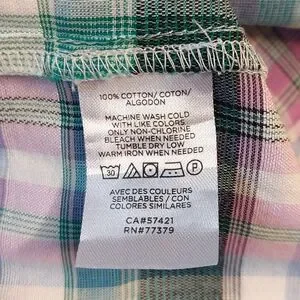 100% COTTON/ COTON/
ALGODON
MACHINE WASH COLD
WITH LIKE COLORS
ONLY NON-CHLORINE
BLEACH WHEN NEEDED
TUMBLE DRY LOW
WARM IRON WHEN NEEDED
30 P
AVEC DES COULEURS
SEMBLABLES / CON
COLORES SIMILARES
CA#57421
RN#77379